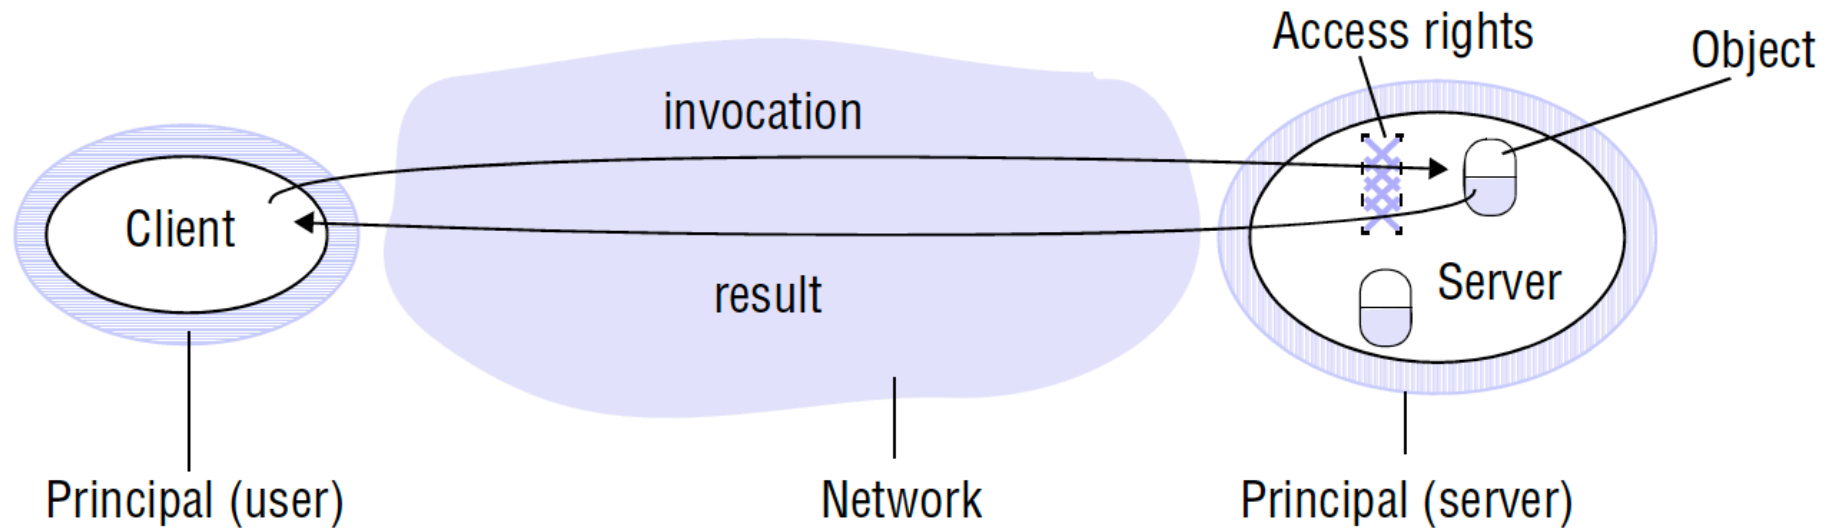 Access rights
Object
invocation
Client
result
Server
Principal (user)
Network
Principal (server)